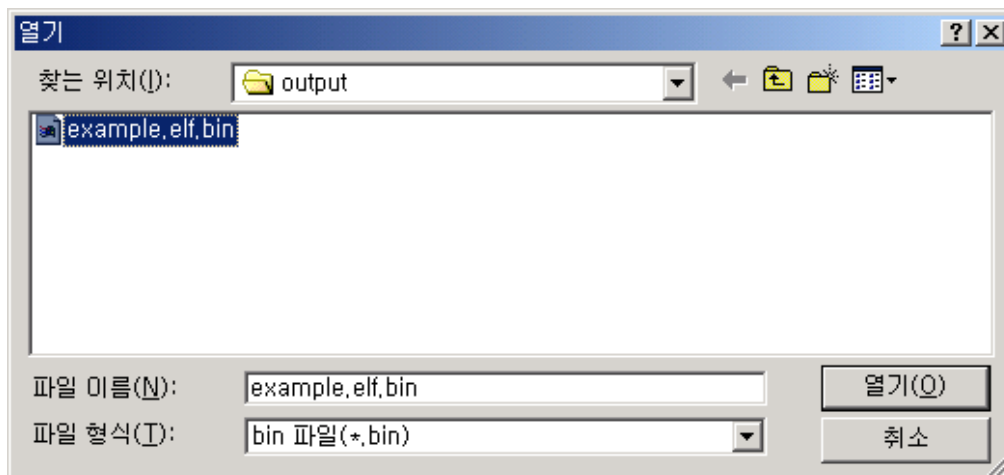 열기
찾는 위치(I): output
example.elf.bin
파일 이름(N): example.elf.bin 열기(O)
파일 형식(T): bin 파일(*.bin) 취소